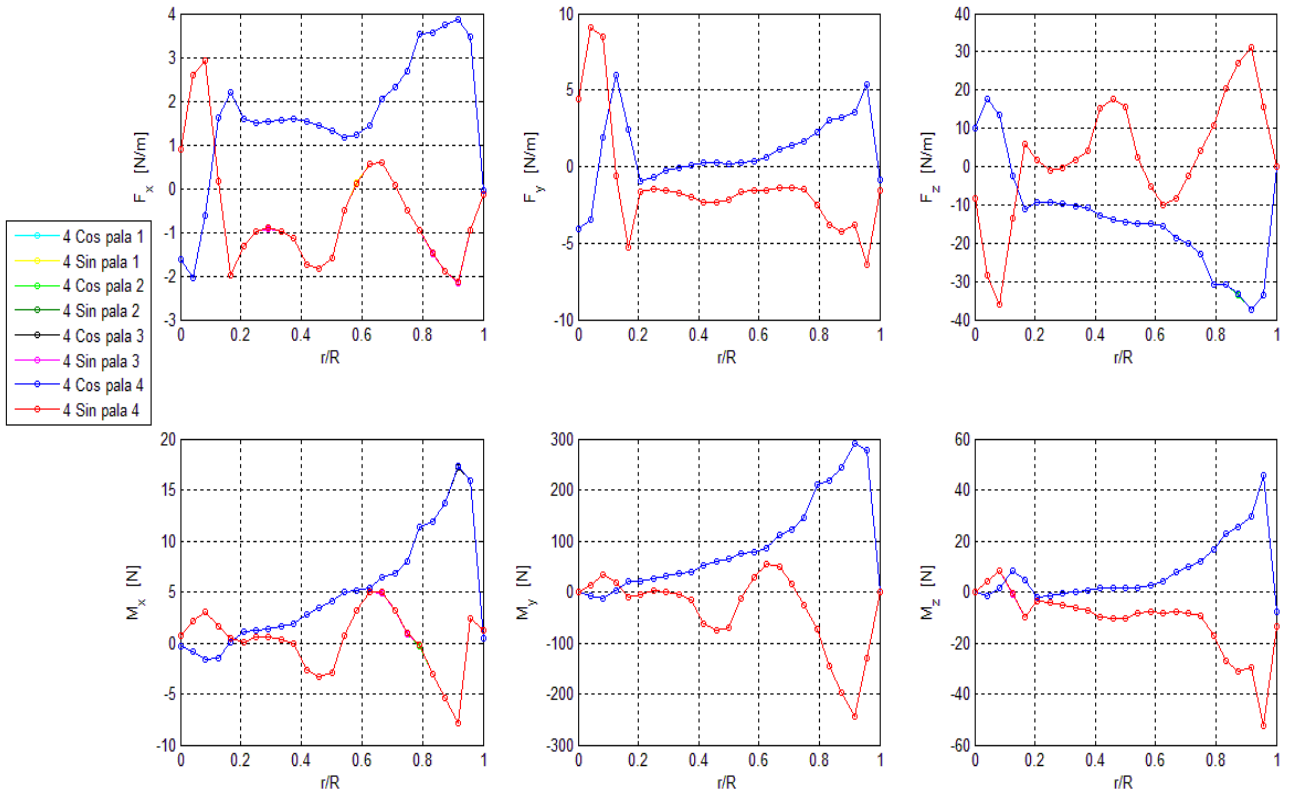 4
3
2
1
0
-1
-2
-3
F_x [N/m]
0 0.2 0.4 0.6 0.8 1
r/R
10
5
0
-5
-10
F_y [N/m]
0 0.2 0.4 0.6 0.8 1
r/R
40
30
20
10
0
-10
-20
-30
-40
F_z [N/m]
0 0.2 0.4 0.6 0.8 1
r/R
4 Cos pala 1
4 Sin pala 1
4 Cos pala 2
4 Sin pala 2
4 Cos pala 3
4 Sin pala 3
4 Cos pala 4
4 Sin pala 4
20
15
10
5
0
-5
-10
M_x [N]
0 0.2 0.4 0.6 0.8 1
r/R
300
200
100
0
-100
-200
-300
M_y [N]
0 0.2 0.4 0.6 0.8 1
r/R
60
40
20
0
-20
-40
-60
M_z [N]
0 0.2 0.4 0.6 0.8 1
r/R